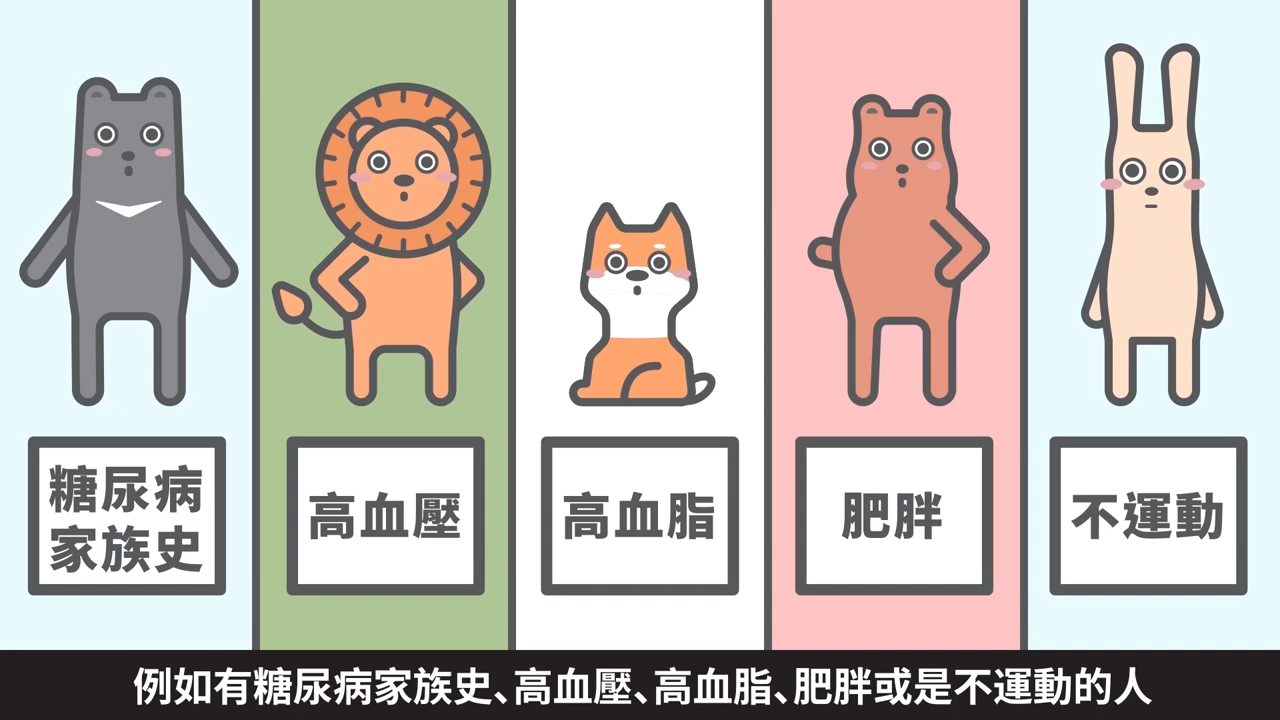 糖尿病
家族史
高血壓
高血脂
肥胖
不運動
例如有糖尿病家族史、高血壓、高血脂、肥胖或是不運動的人